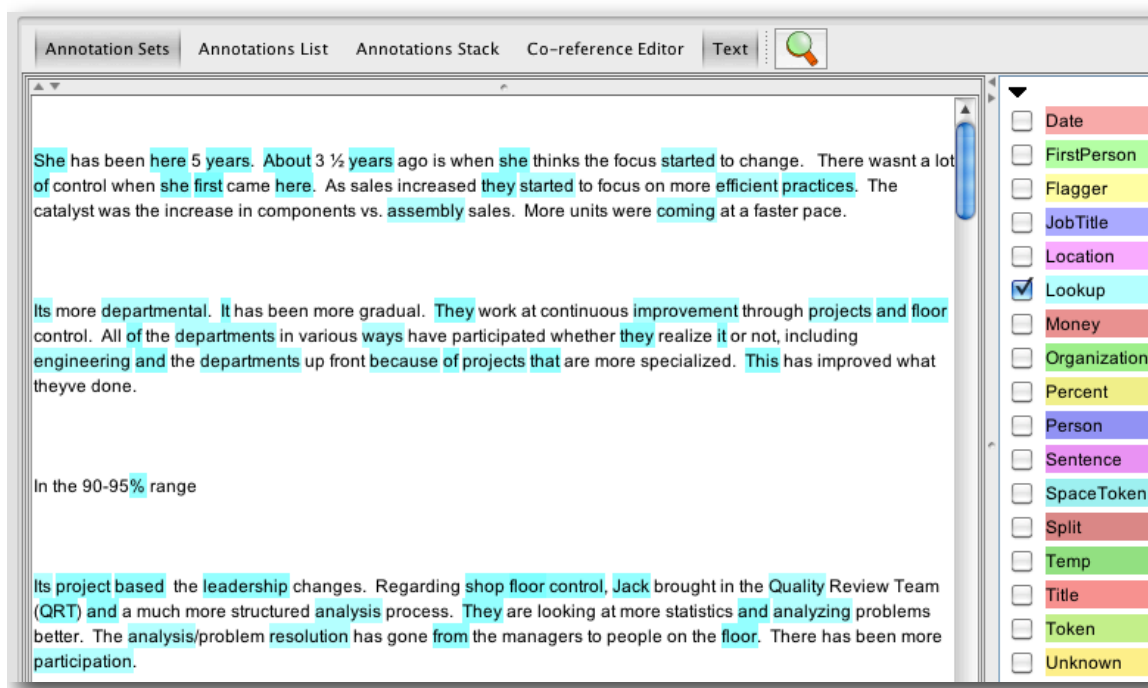 Annotation Sets Annotations List Annotations Stack Co-reference Editor Text
She has been here 5 years. About 3 ½ years ago is when she thinks the focus started to change. There wasnt a lot
of control when she first came here. As sales increased they started to focus on more efficient practices. The
catalyst was the increase in components vs. assembly sales. More units were coming at a faster pace.
Its more departmental. It has been more gradual. They work at continuous improvement through projects and floor
control. All of the departments in various ways have participated whether they realize it or not, including
engineering and the departments up front because of projects that are more specialized. This has improved what
theyve done.
In the 90-95% range
Its project based the leadership changes. Regarding shop floor control, Jack brought in the Quality Review Team
(QRT) and a much more structured analysis process. They are looking at more statistics and analyzing problems
better. The analysis/problem resolution has gone from the managers to people on the floor. There has been more
participation.
Date
FirstPerson
Flagger
JobTitle
Location
Lookup
Money
Organization
Percent
Person
Sentence
SpaceToken
Split
Temp
Title
Token
Unknown